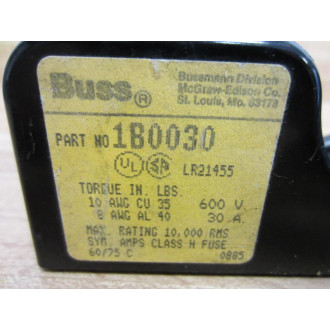 Buss®
Bussmann Division
McGraw-Edison Co.
St. Louis, Mo. 63178
PART NO 1B0030
UL SA LR21455
TORQUE IN. LBS.
10 AWG CU 35 600 V.
8 AWG AL 40 30 A.
MAX. RATING 10,000 RMS
SYM. AMPS CLASS H FUSE
60/75 C 0885